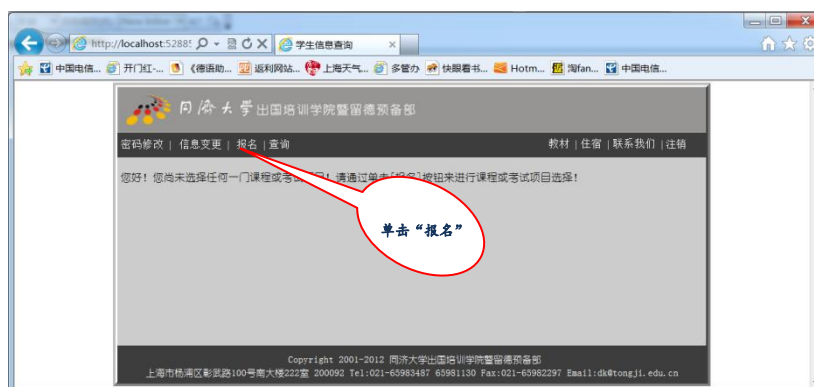 http://localhost:5288!
学生信息查询
中国电信...
开门红-...
《德语助...
返利网站...
上海天气...
多管办
快眼看书...
Hotm...
淘fan...
中国电信...
同济大学出国培训学院暨留德预备部
密码修改 | 信息变更 | 报名 | 查询
教材 | 住宿 | 联系我们 | 注销
您好! 您尚未选择任何一门课程或考试项目! 请通过单击[报名]按钮来进行课程或考试项目选择!
单击“报名”
Copyright 2001-2012 同济大学出国培训学院暨留德预备部
上海市杨浦区彰武路100号南大楼222室 200092 Tel:021-65983487 65981130 Fax:021-65982297 Email:dk@tongji.edu.cn